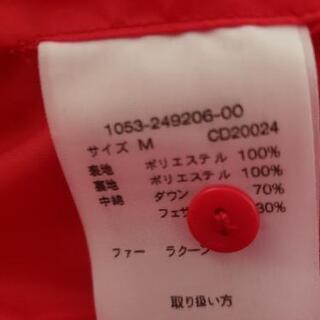 1053-249206-00
サイズ M CD20024
表地 ポリエステル 100%
裏地 ポリエステル 100%
中綿 ダウン 70%
フェザ 30%
ファー ラクーン
取り扱い方